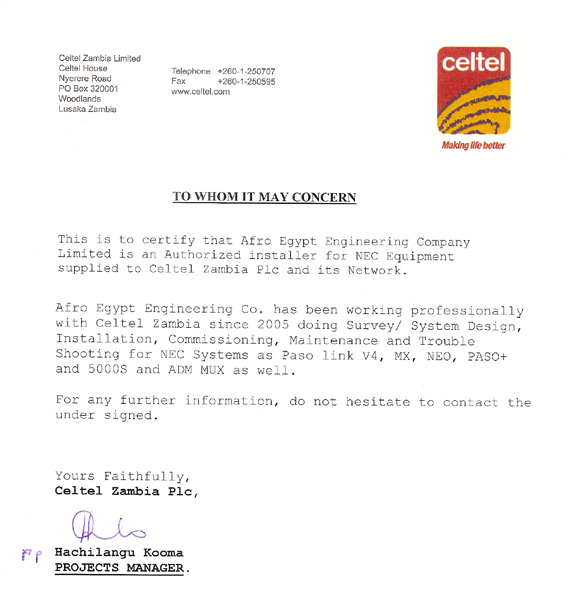 Celtel Zambia Limited
Celtel House
Nyerere Road
PO Box 320001
Woodlands
Lusaka Zambia
Telephone +260-1-250707
Fax +260-1-250595
www.celtel.com
celtel
Making life better
TO WHOM IT MAY CONCERN
This is to certify that Afro Egypt Engineering Company
Limited is an Authorized installer for NEC Equipment
supplied to Celtel Zambia Plc and its Network.
Afro Egypt Engineering Co. has been working professionally
with Celtel Zambia since 2005 doing Survey/ System Design,
Installation, Commissioning, Maintenance and Trouble
Shooting for NEC Systems as Paso link V4, MX, NEO, PASO+
and 5000S and ADM MUX as well.
For any further information, do not hesitate to contact the
under signed.
Yours Faithfully,
Celtel Zambia Plc,
PP Hachilangu Kooma
PROJECTS MANAGER.